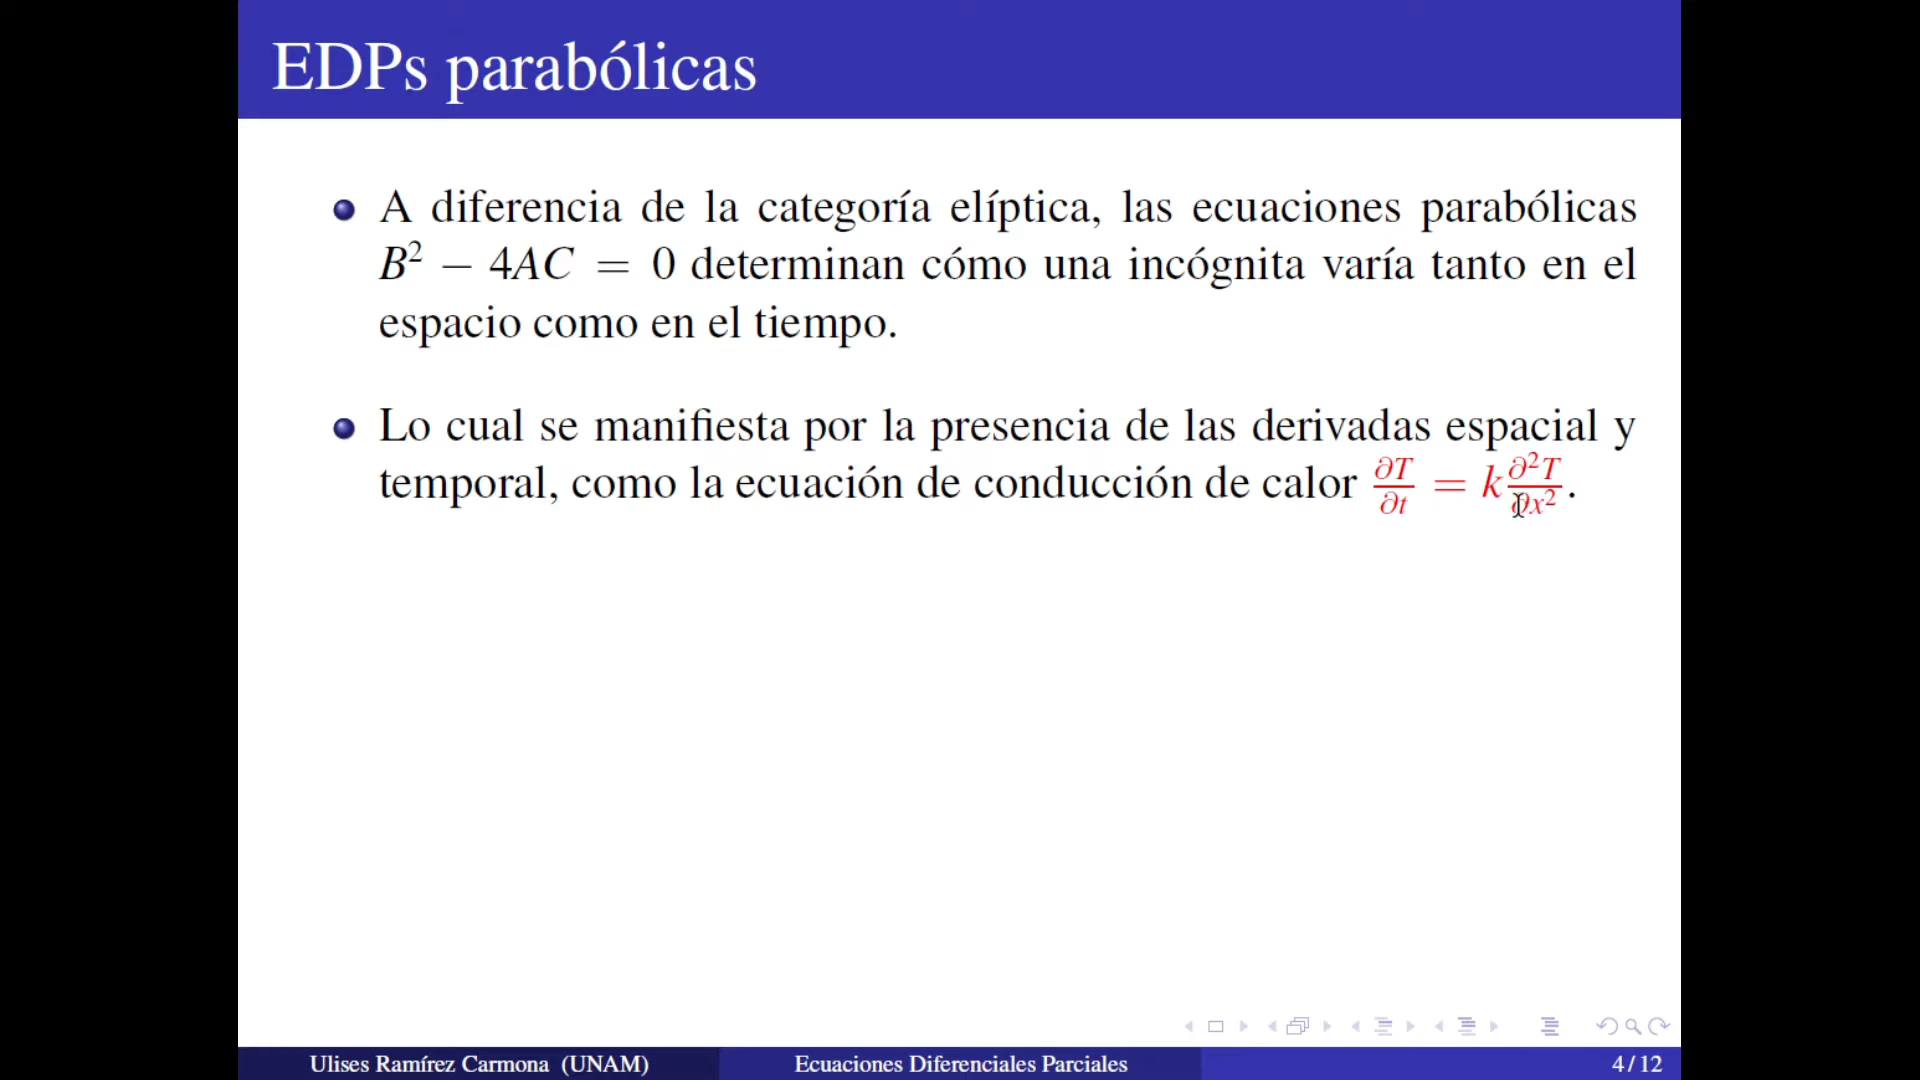 EDPs parabólicas
A diferencia de la categoría elíptica, las ecuaciones parabólicas
B² − 4AC = 0 determinan cómo una incógnita varía tanto en el
espacio como en el tiempo.
Lo cual se manifiesta por la presencia de las derivadas espacial y
temporal, como la ecuación de conducción de calor ∂T/∂t = k ∂²T/∂x².
Ulises Ramírez Carmona (UNAM) Ecuaciones Diferenciales Parciales 4/12